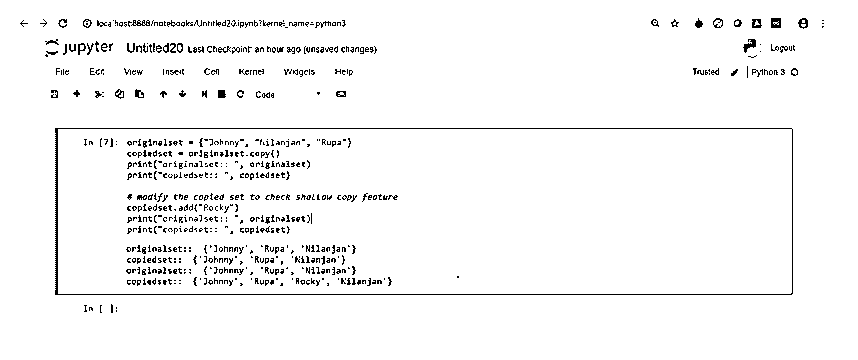 localhost:8888/notebooks/Untitled20.ipynb?kernel_name=python3
jupyter Untitled20 Last Checkpoint: an hour ago (unsaved changes) Logout
File Edit View Insert Cell Kernel Widgets Help Trusted Python 3
Code
In [7]: originalset = {"Johnny", "Nilanjan", "Rupa"}
copiedset = originalset.copy()
print("originalset:: ", originalset)
print("copiedset:: ", copiedset)
# modify the copied set to check shallow copy feature
copiedset.add("Rocky")
print("originalset:: ", originalset)
print("copiedset:: ", copiedset)
originalset:: {'Johnny', 'Rupa', 'Nilanjan'}
copiedset:: {'Johnny', 'Rupa', 'Nilanjan'}
originalset:: {'Johnny', 'Rupa', 'Nilanjan'}
copiedset:: {'Johnny', 'Rupa', 'Rocky', 'Nilanjan'}
In [ ]: